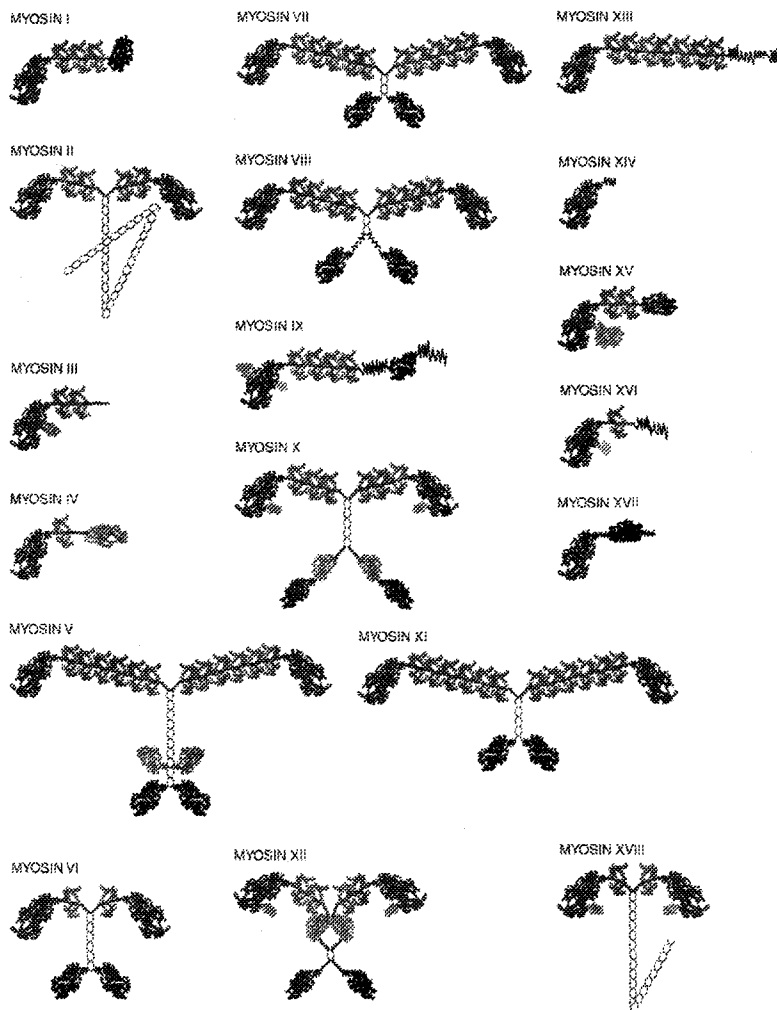 MYOSIN I
MYOSIN II
MYOSIN III
MYOSIN IV
MYOSIN V
MYOSIN VI
MYOSIN VII
MYOSIN VIII
MYOSIN IX
MYOSIN X
MYOSIN XI
MYOSIN XII
MYOSIN XIII
MYOSIN XIV
MYOSIN XV
MYOSIN XVI
MYOSIN XVII
MYOSIN XVIII